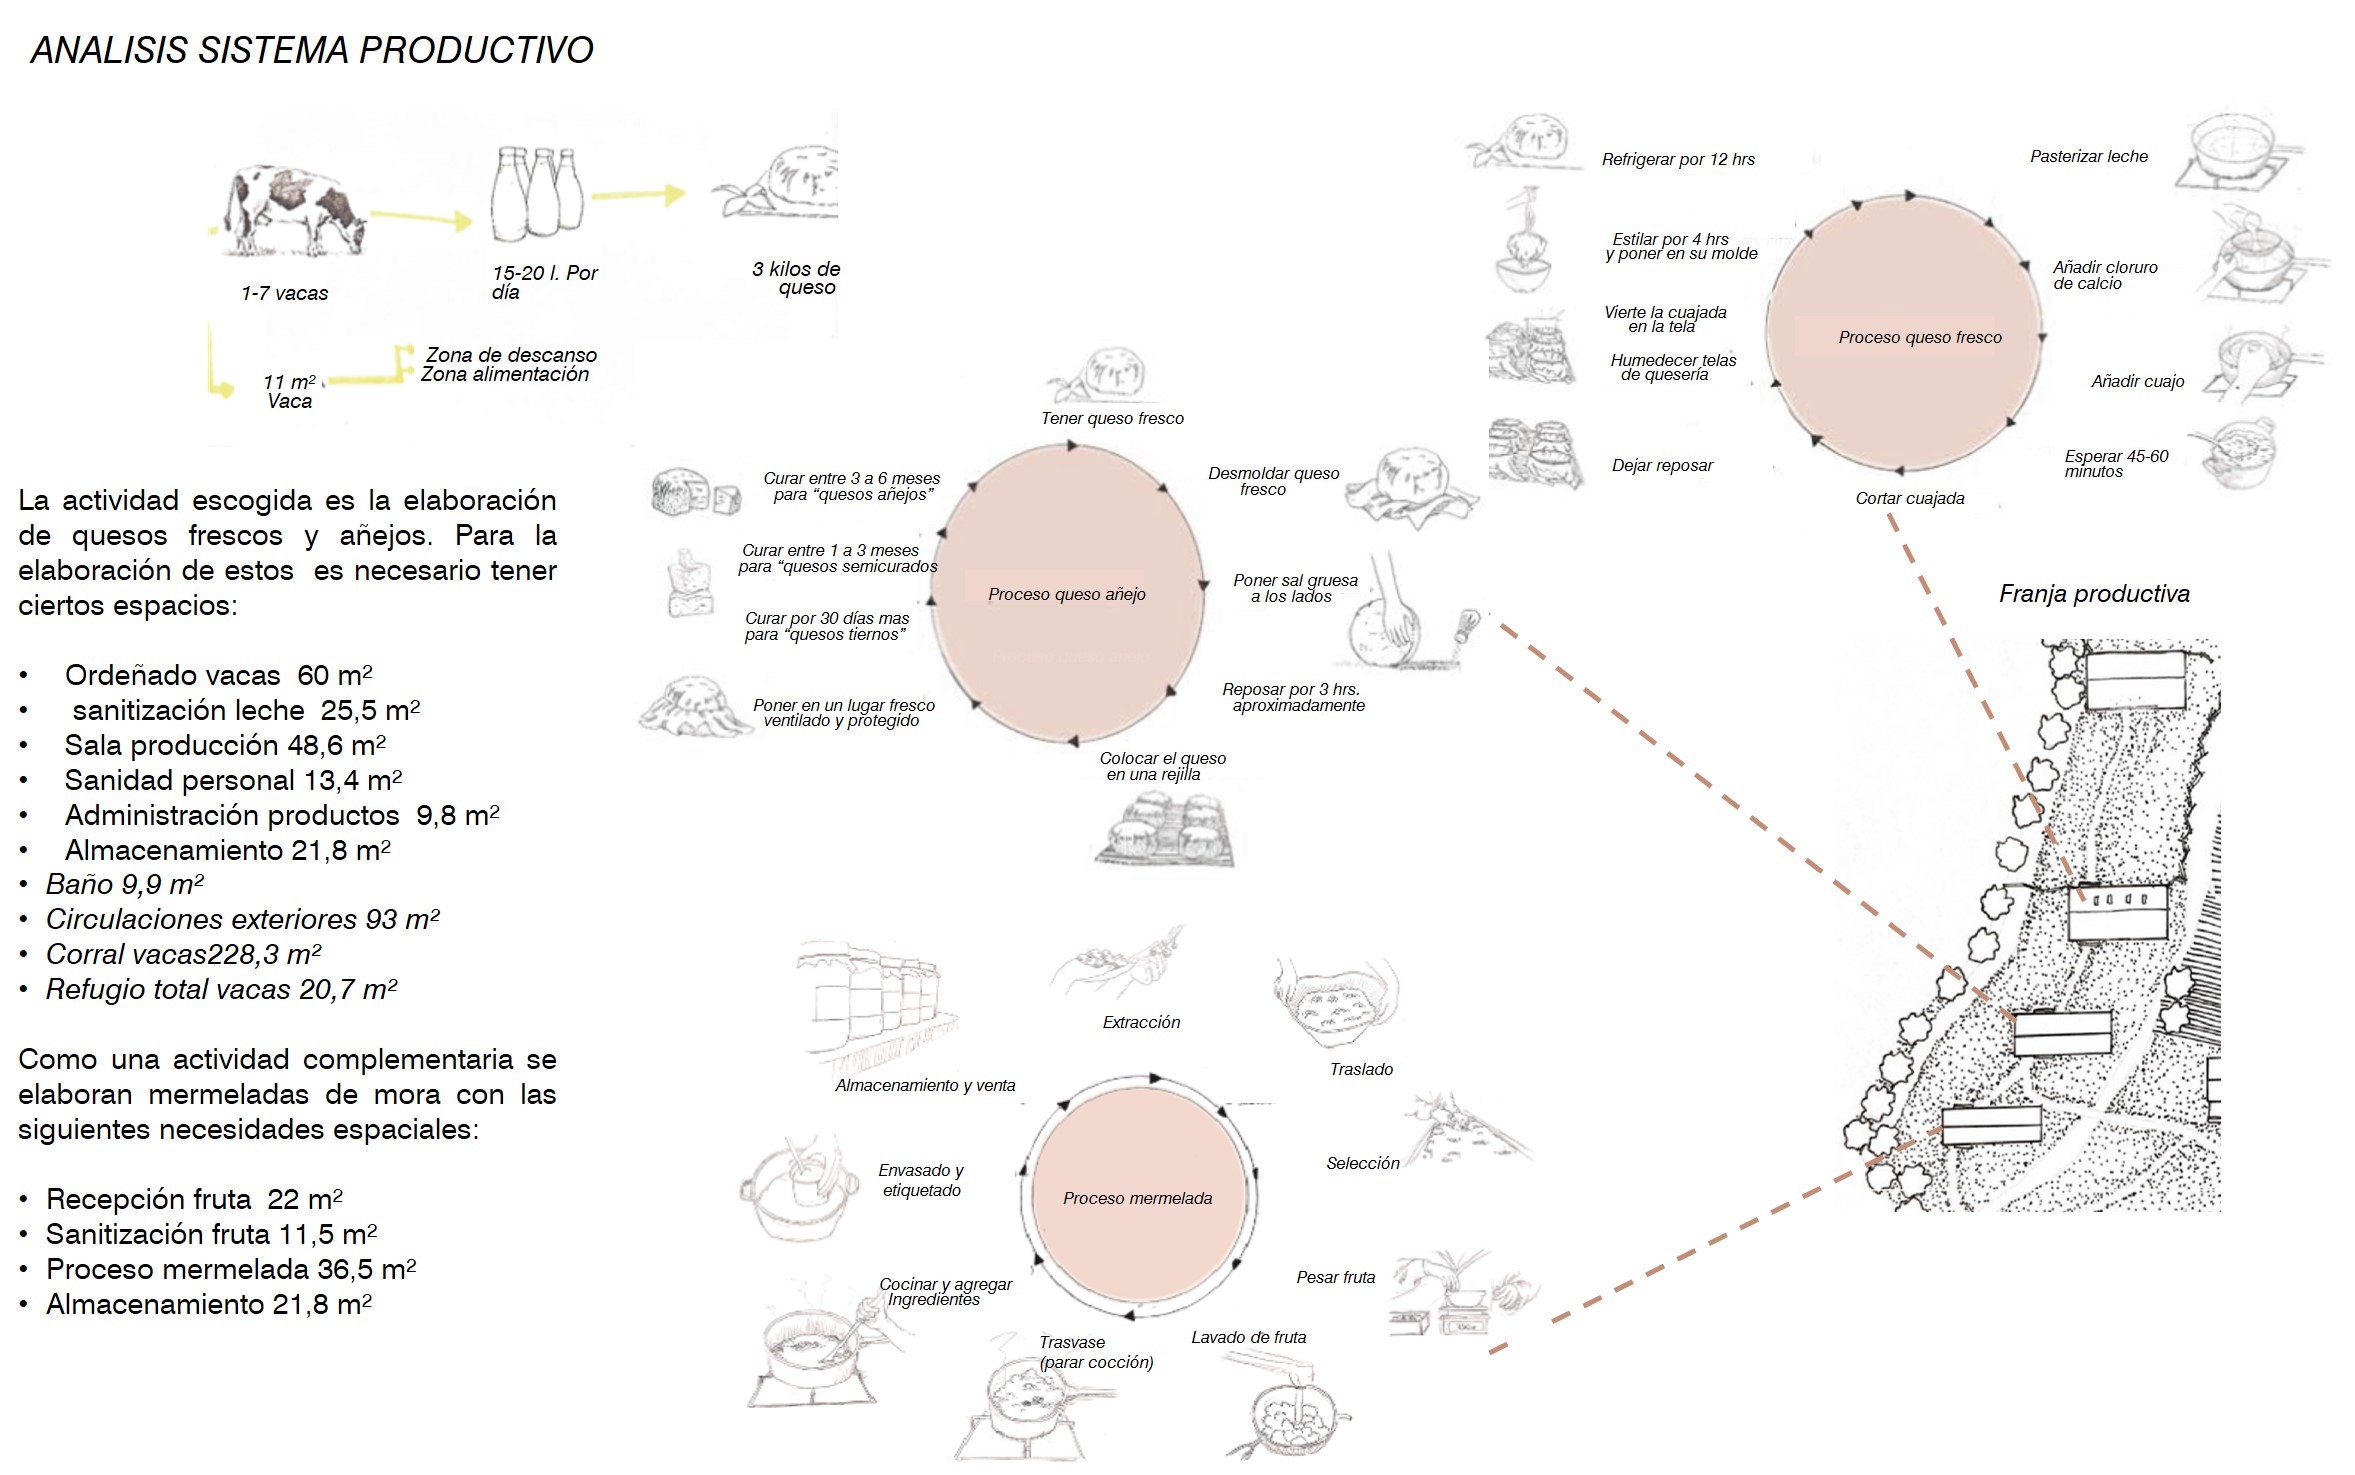 ANALISIS SISTEMA PRODUCTIVO
1-7 vacas
15-20 l. Por
día
3 kilos de
queso
11 m²
Vaca
Zona de descanso
Zona alimentación
La actividad escogida es la elaboración
de quesos frescos y añejos. Para la
elaboración de estos es necesario tener
ciertos espacios:
• Ordeñado vacas 60 m²
• sanitización leche 25,5 m²
• Sala producción 48,6 m²
• Sanidad personal 13,4 m²
• Administración productos 9,8 m²
• Almacenamiento 21,8 m²
• Baño 9,9 m²
• Circulaciones exteriores 93 m²
• Corral vacas228,3 m²
• Refugio total vacas 20,7 m²
Como una actividad complementaria se
elaboran mermeladas de mora con las
siguientes necesidades espaciales:
• Recepción fruta 22 m²
• Sanitización fruta 11,5 m²
• Proceso mermelada 36,5 m²
• Almacenamiento 21,8 m²
Proceso queso añejo
Tener queso fresco
Desmoldar queso
fresco
Poner sal gruesa
a los lados
Reposar por 3 hrs.
aproximadamente
Colocar el queso
en una rejilla
Poner en un lugar fresco
ventilado y protegido
Curar por 30 días mas
para “quesos tiernos”
Curar entre 1 a 3 meses
para “quesos semicurados
Curar entre 3 a 6 meses
para “quesos añejos”
Proceso queso fresco
Pasterizar leche
Añadir cloruro
de calcio
Añadir cuajo
Esperar 45-60
minutos
Cortar cuajada
Dejar reposar
Humedecer telas
de quesería
Vierte la cuajada
en la tela
Estilar por 4 hrs
y poner en su molde
Refrigerar por 12 hrs
Proceso mermelada
Extracción
Traslado
Selección
Pesar fruta
Lavado de fruta
Trasvase
(parar cocción)
Cocinar y agregar
Ingredientes
Envasado y
etiquetado
Almacenamiento y venta
Franja productiva